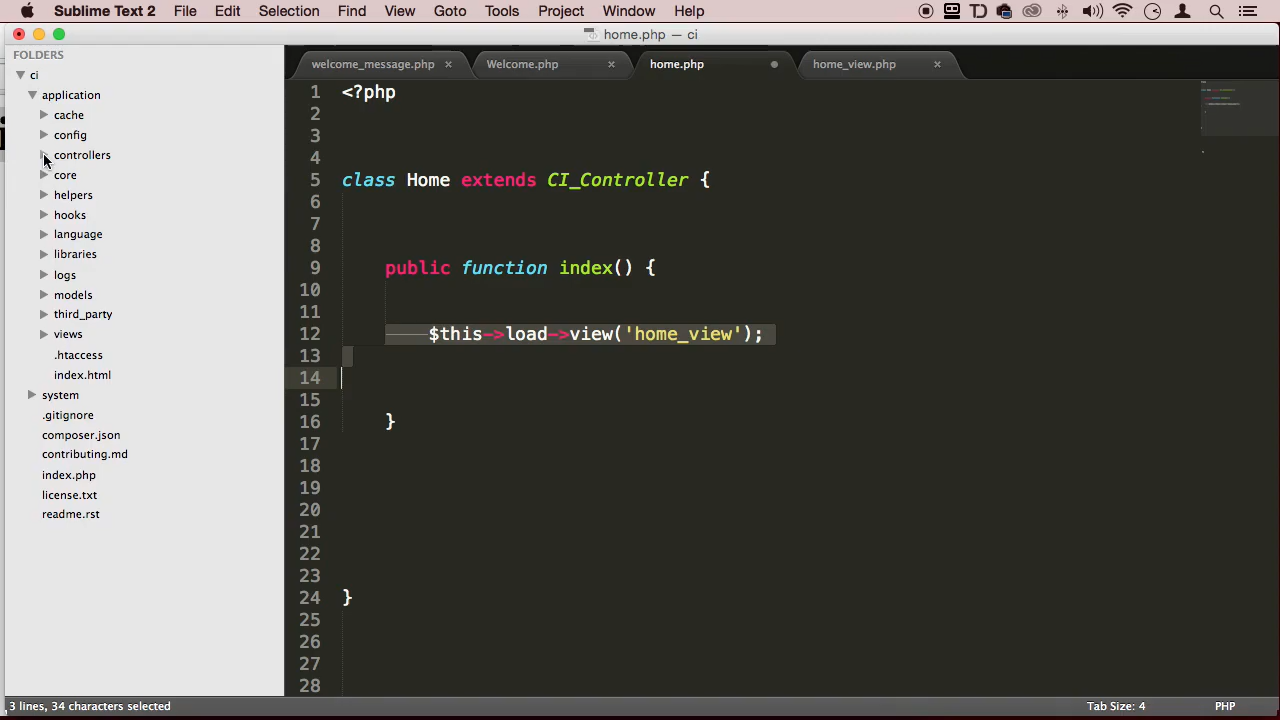 Sublime Text 2 File Edit Selection Find View Goto Tools Project Window Help
home.php — ci
FOLDERS
ci
application
cache
config
controllers
core
helpers
hooks
language
libraries
logs
models
third_party
views
.htaccess
index.html
system
.gitignore
composer.json
contributing.md
index.php
license.txt
readme.rst
welcome_message.php × Welcome.php × home.php home_view.php ×
1 <?php
2
3
4
5 class Home extends CI_Controller {
6
7
8
9 public function index() {
10
11
12 $this->load->view('home_view');
13
14
15
16 }
17
18
19
20
21
22
23
24 }
25
26
27
28
3 lines, 34 characters selected Tab Size: 4 PHP